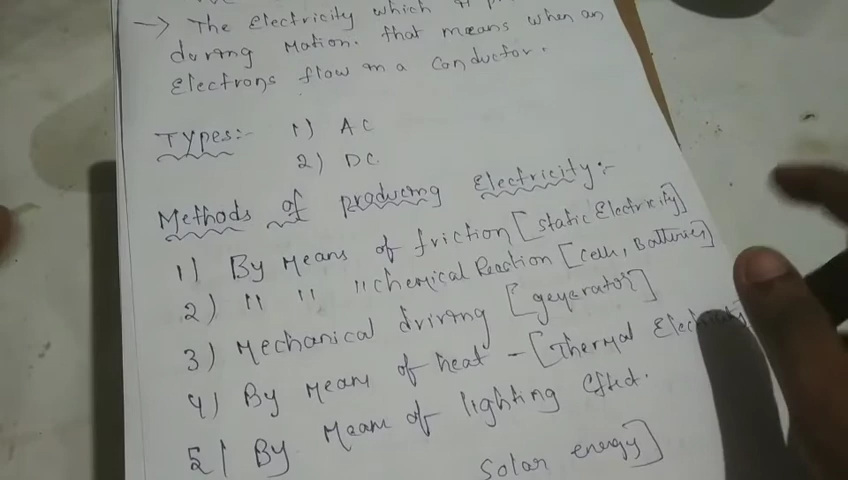 → The Electricity which
during Motion. that means when an
Electrons flow in a conductor.
Types:- 1) AC
2) DC
Methods of producing Electricity:-
1) By Means of friction [static Electricity]
2) " " " chemical Reaction [cells, Batteries]
3) Mechanical driving [generator]
4) By Mean of heat - [Thermal
5) By Mean of lighting Effect.
Solar energy]